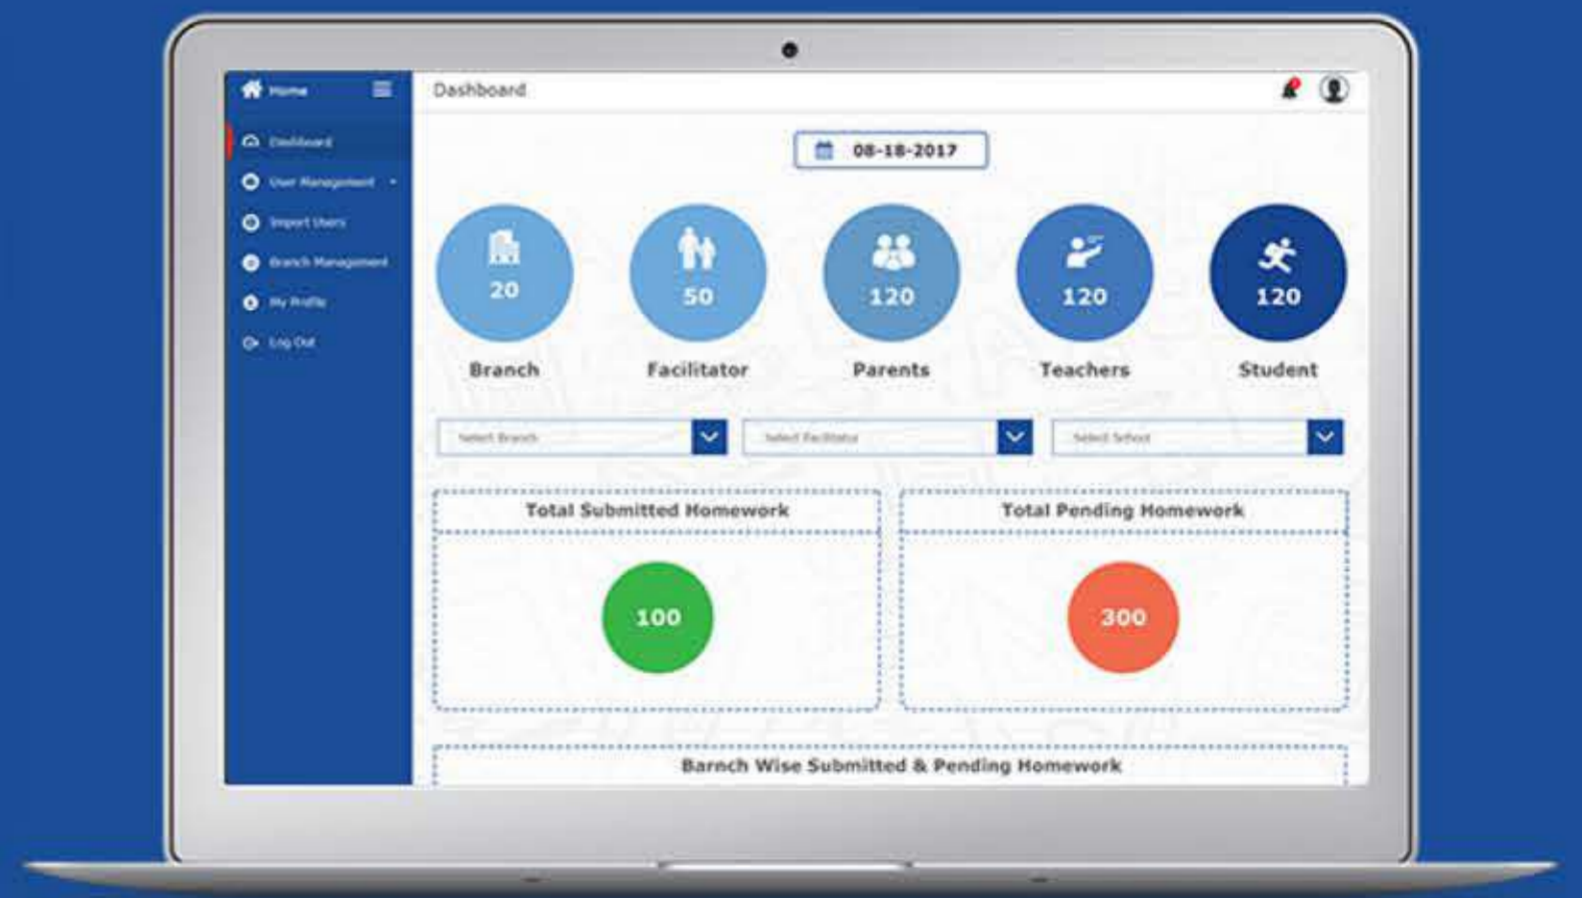 Home
Dashboard
Dashboard
User Management
Import Users
Branch Management
My Profile
Log Out
08-18-2017
20
50
120
120
120
Branch
Facilitator
Parents
Teachers
Student
Select Branch
Select Facilitator
Select School
Total Submitted Homework
Total Pending Homework
100
300
Barnch Wise Submitted & Pending Homework